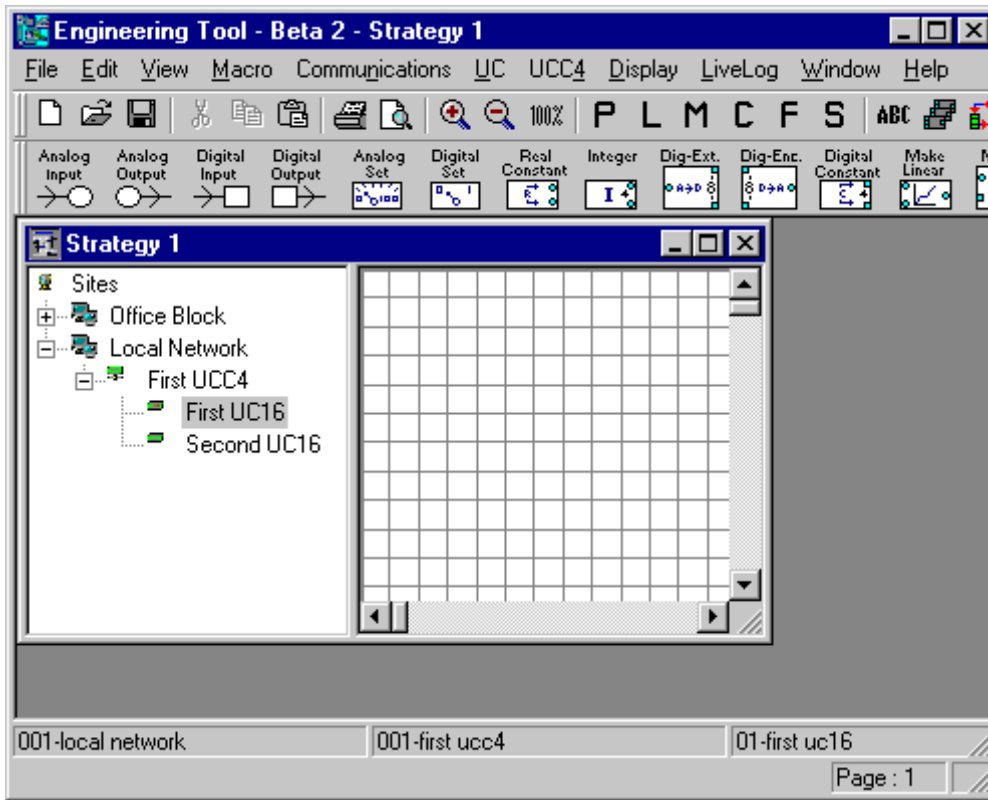 Engineering Tool - Beta 2 - Strategy 1
File Edit View Macro Communications UC UCC4 Display LiveLog Window Help
100% P L M C F S ABC
Analog Input Analog Output Digital Input Digital Output Analog Set Digital Set Real Constant Integer Dig-Ext. Dig-Enc. Digital Constant Make Linear
Strategy 1
Sites
Office Block
Local Network
First UCC4
First UC16
Second UC16
001-local network 001-first ucc4 01-first uc16
Page : 1